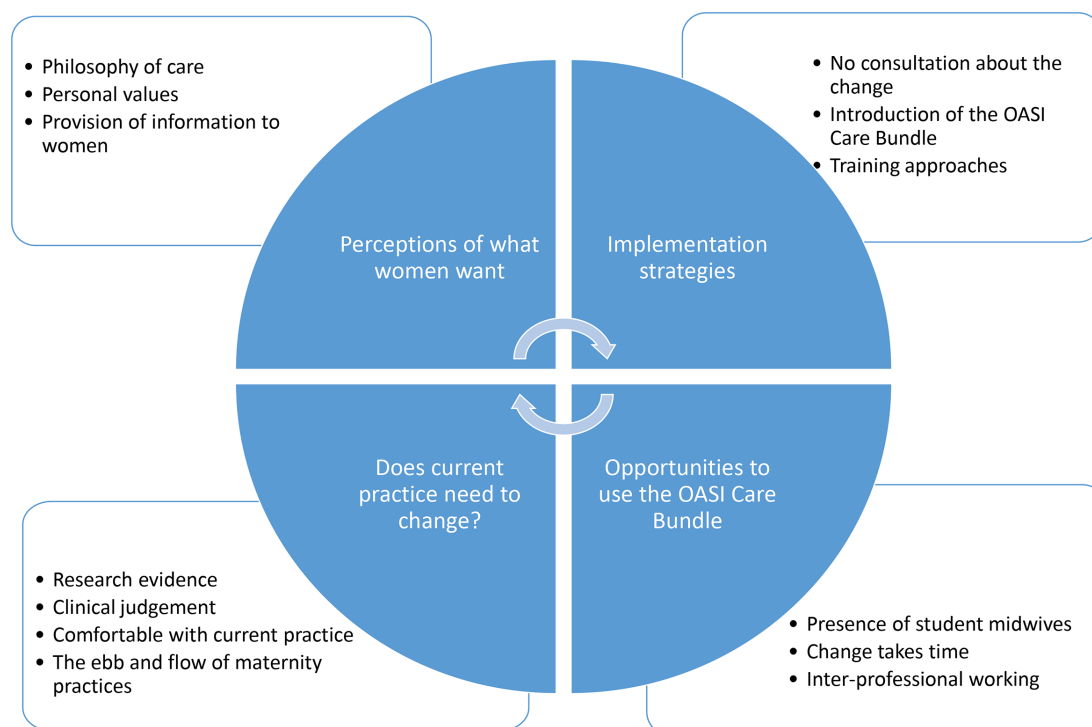 • Philosophy of care
• Personal values
• Provision of information to
women
• No consultation about the
change
• Introduction of the OASI
Care Bundle
• Training approaches
Perceptions of what
women want
Implementation
strategies
Does current
practice need to
change?
Opportunities to
use the OASI Care
Bundle
• Research evidence
• Clinical judgement
• Comfortable with current practice
• The ebb and flow of maternity
practices
• Presence of student midwives
• Change takes time
• Inter-professional working